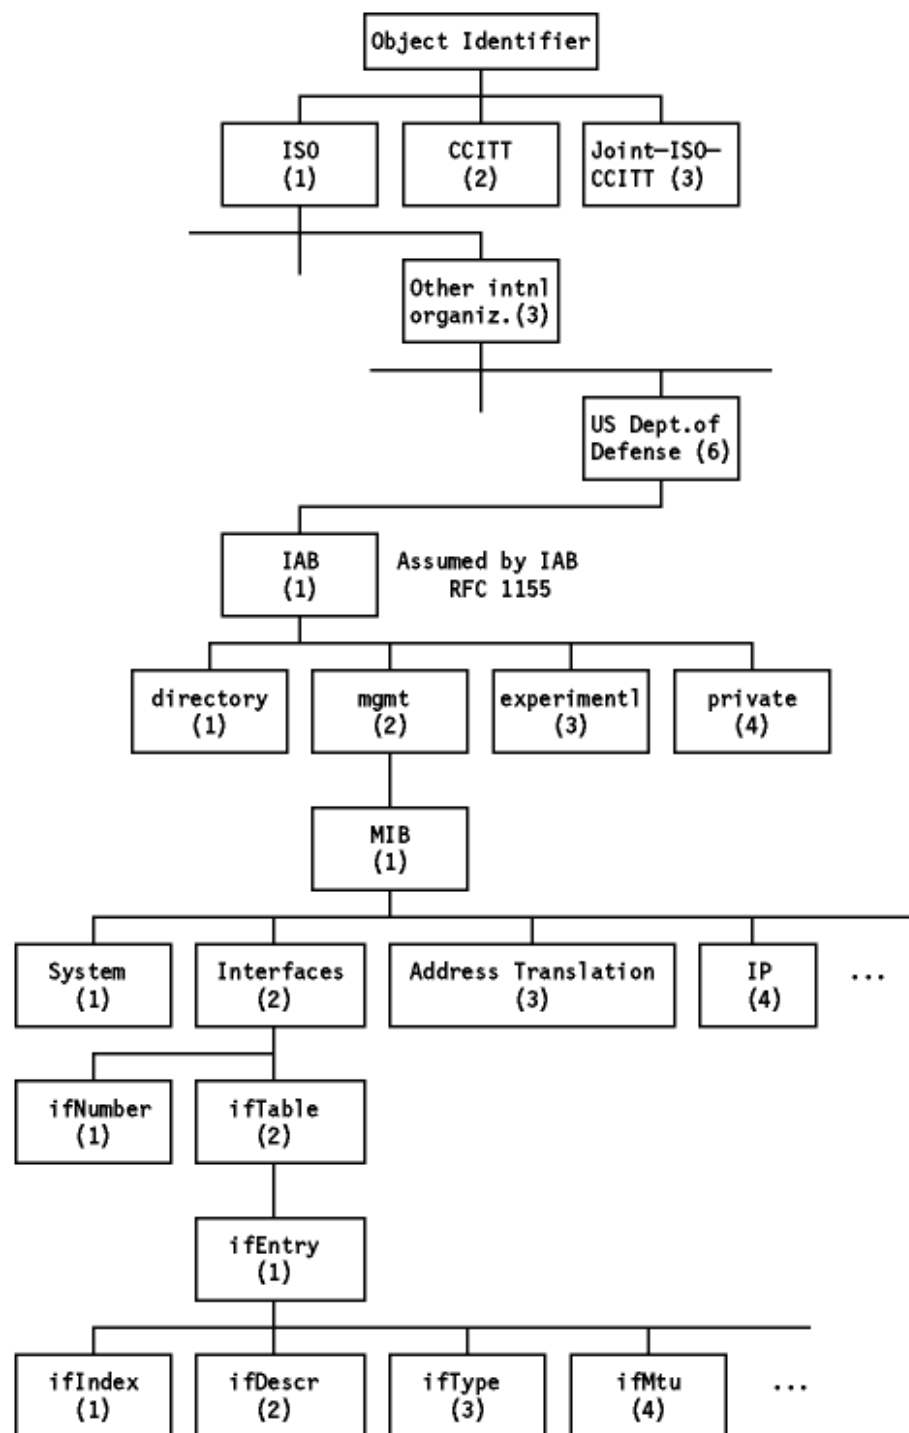 Object Identifier
ISO
(1)
CCITT
(2)
Joint—ISO—
CCITT (3)
Other intnl
organiz.(3)
US Dept.of
Defense (6)
IAB
(1)
Assumed by IAB
RFC 1155
directory
(1)
mgmt
(2)
experimentl
(3)
private
(4)
MIB
(1)
System
(1)
Interfaces
(2)
Address Translation
(3)
IP
(4)
...
ifNumber
(1)
ifTable
(2)
ifEntry
(1)
ifIndex
(1)
ifDescr
(2)
ifType
(3)
ifMtu
(4)
...